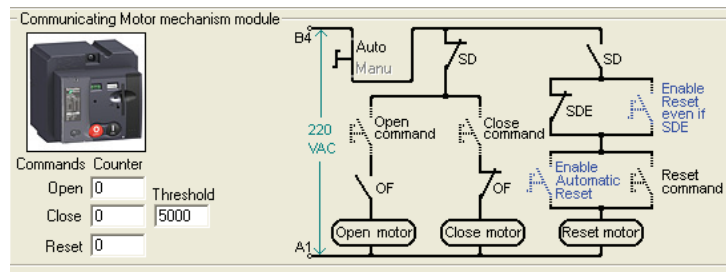 Communicating Motor mechanism module
Commands Counter
Open 0
Threshold
Close 0 5000
Reset 0
B4
Auto
Manu
220
VAC
A1
SD
Open
command
OF
Open motor
Close
command
OF
Close motor
SD
SDE
Enable
Reset
even if
SDE
Enable
Automatic
Reset
Reset
command
Reset motor